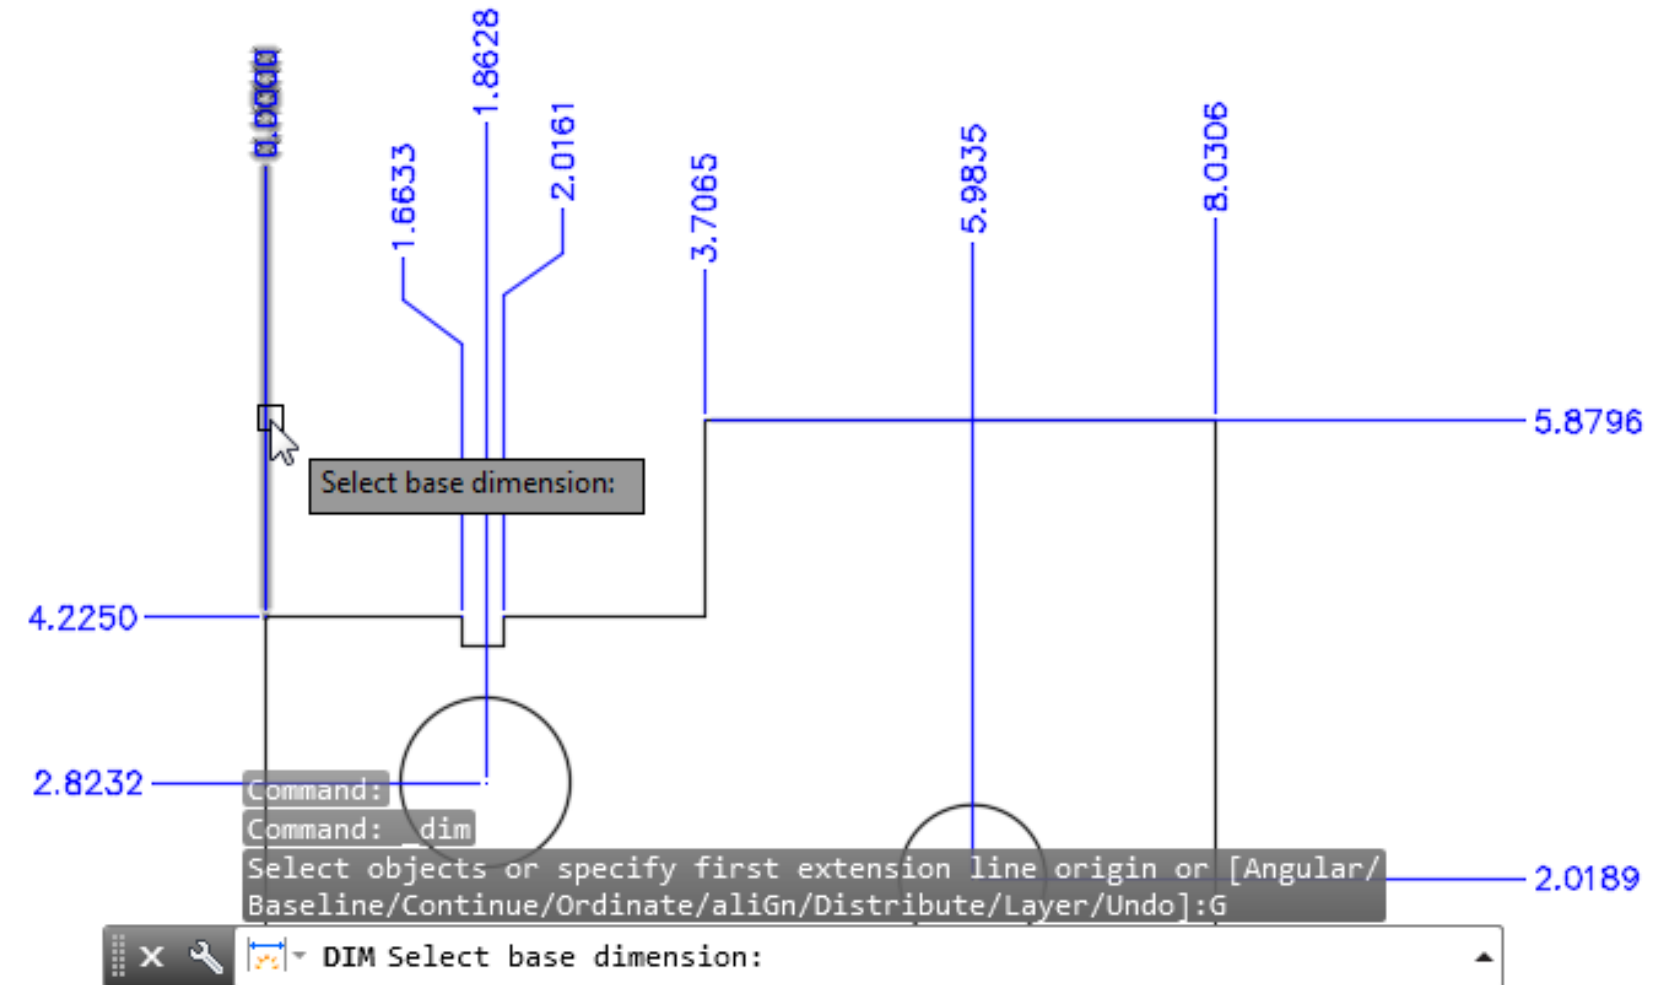 0.0000
1.6633
1.8628
2.0161
3.7065
5.9835
8.0306
5.8796
Select base dimension:
4.2250
2.8232
Command:
Command: _dim
Select objects or specify first extension line origin or [Angular/
Baseline/Continue/Ordinate/aliGn/Distribute/Layer/Undo]:G
2.0189
DIM Select base dimension: